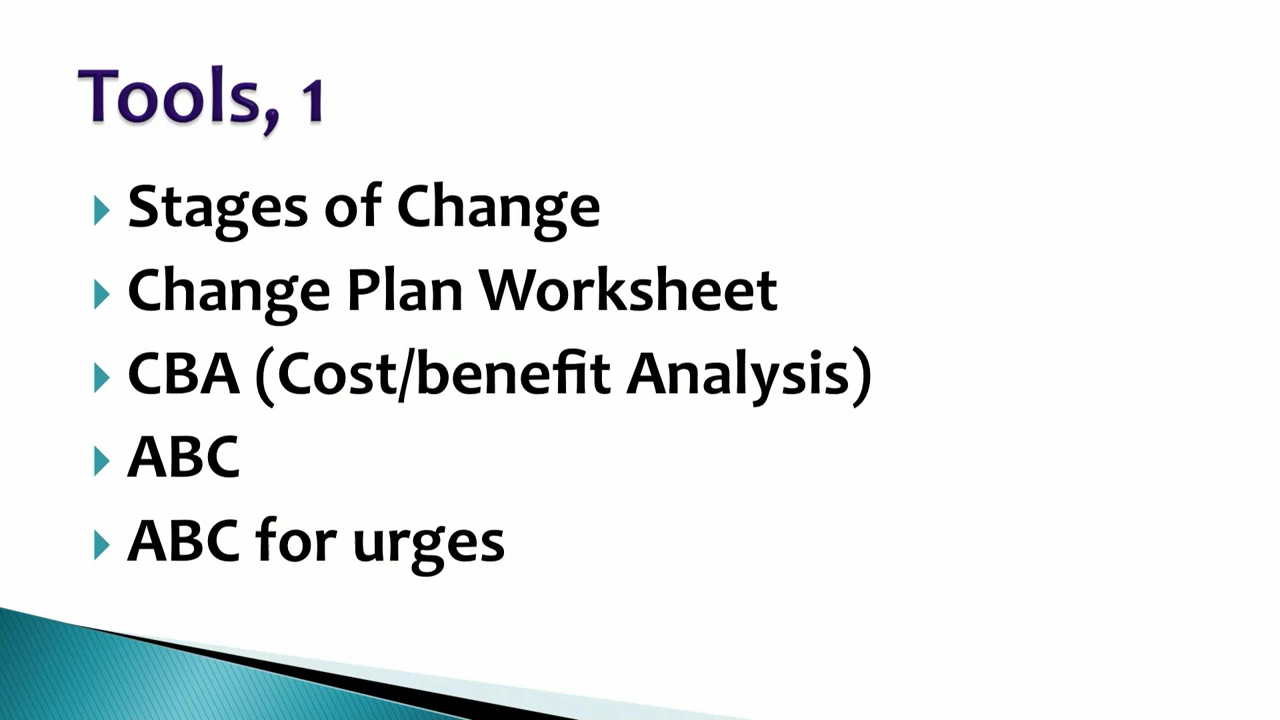 Tools, 1
Stages of Change
Change Plan Worksheet
CBA (Cost/benefit Analysis)
ABC
ABC for urges